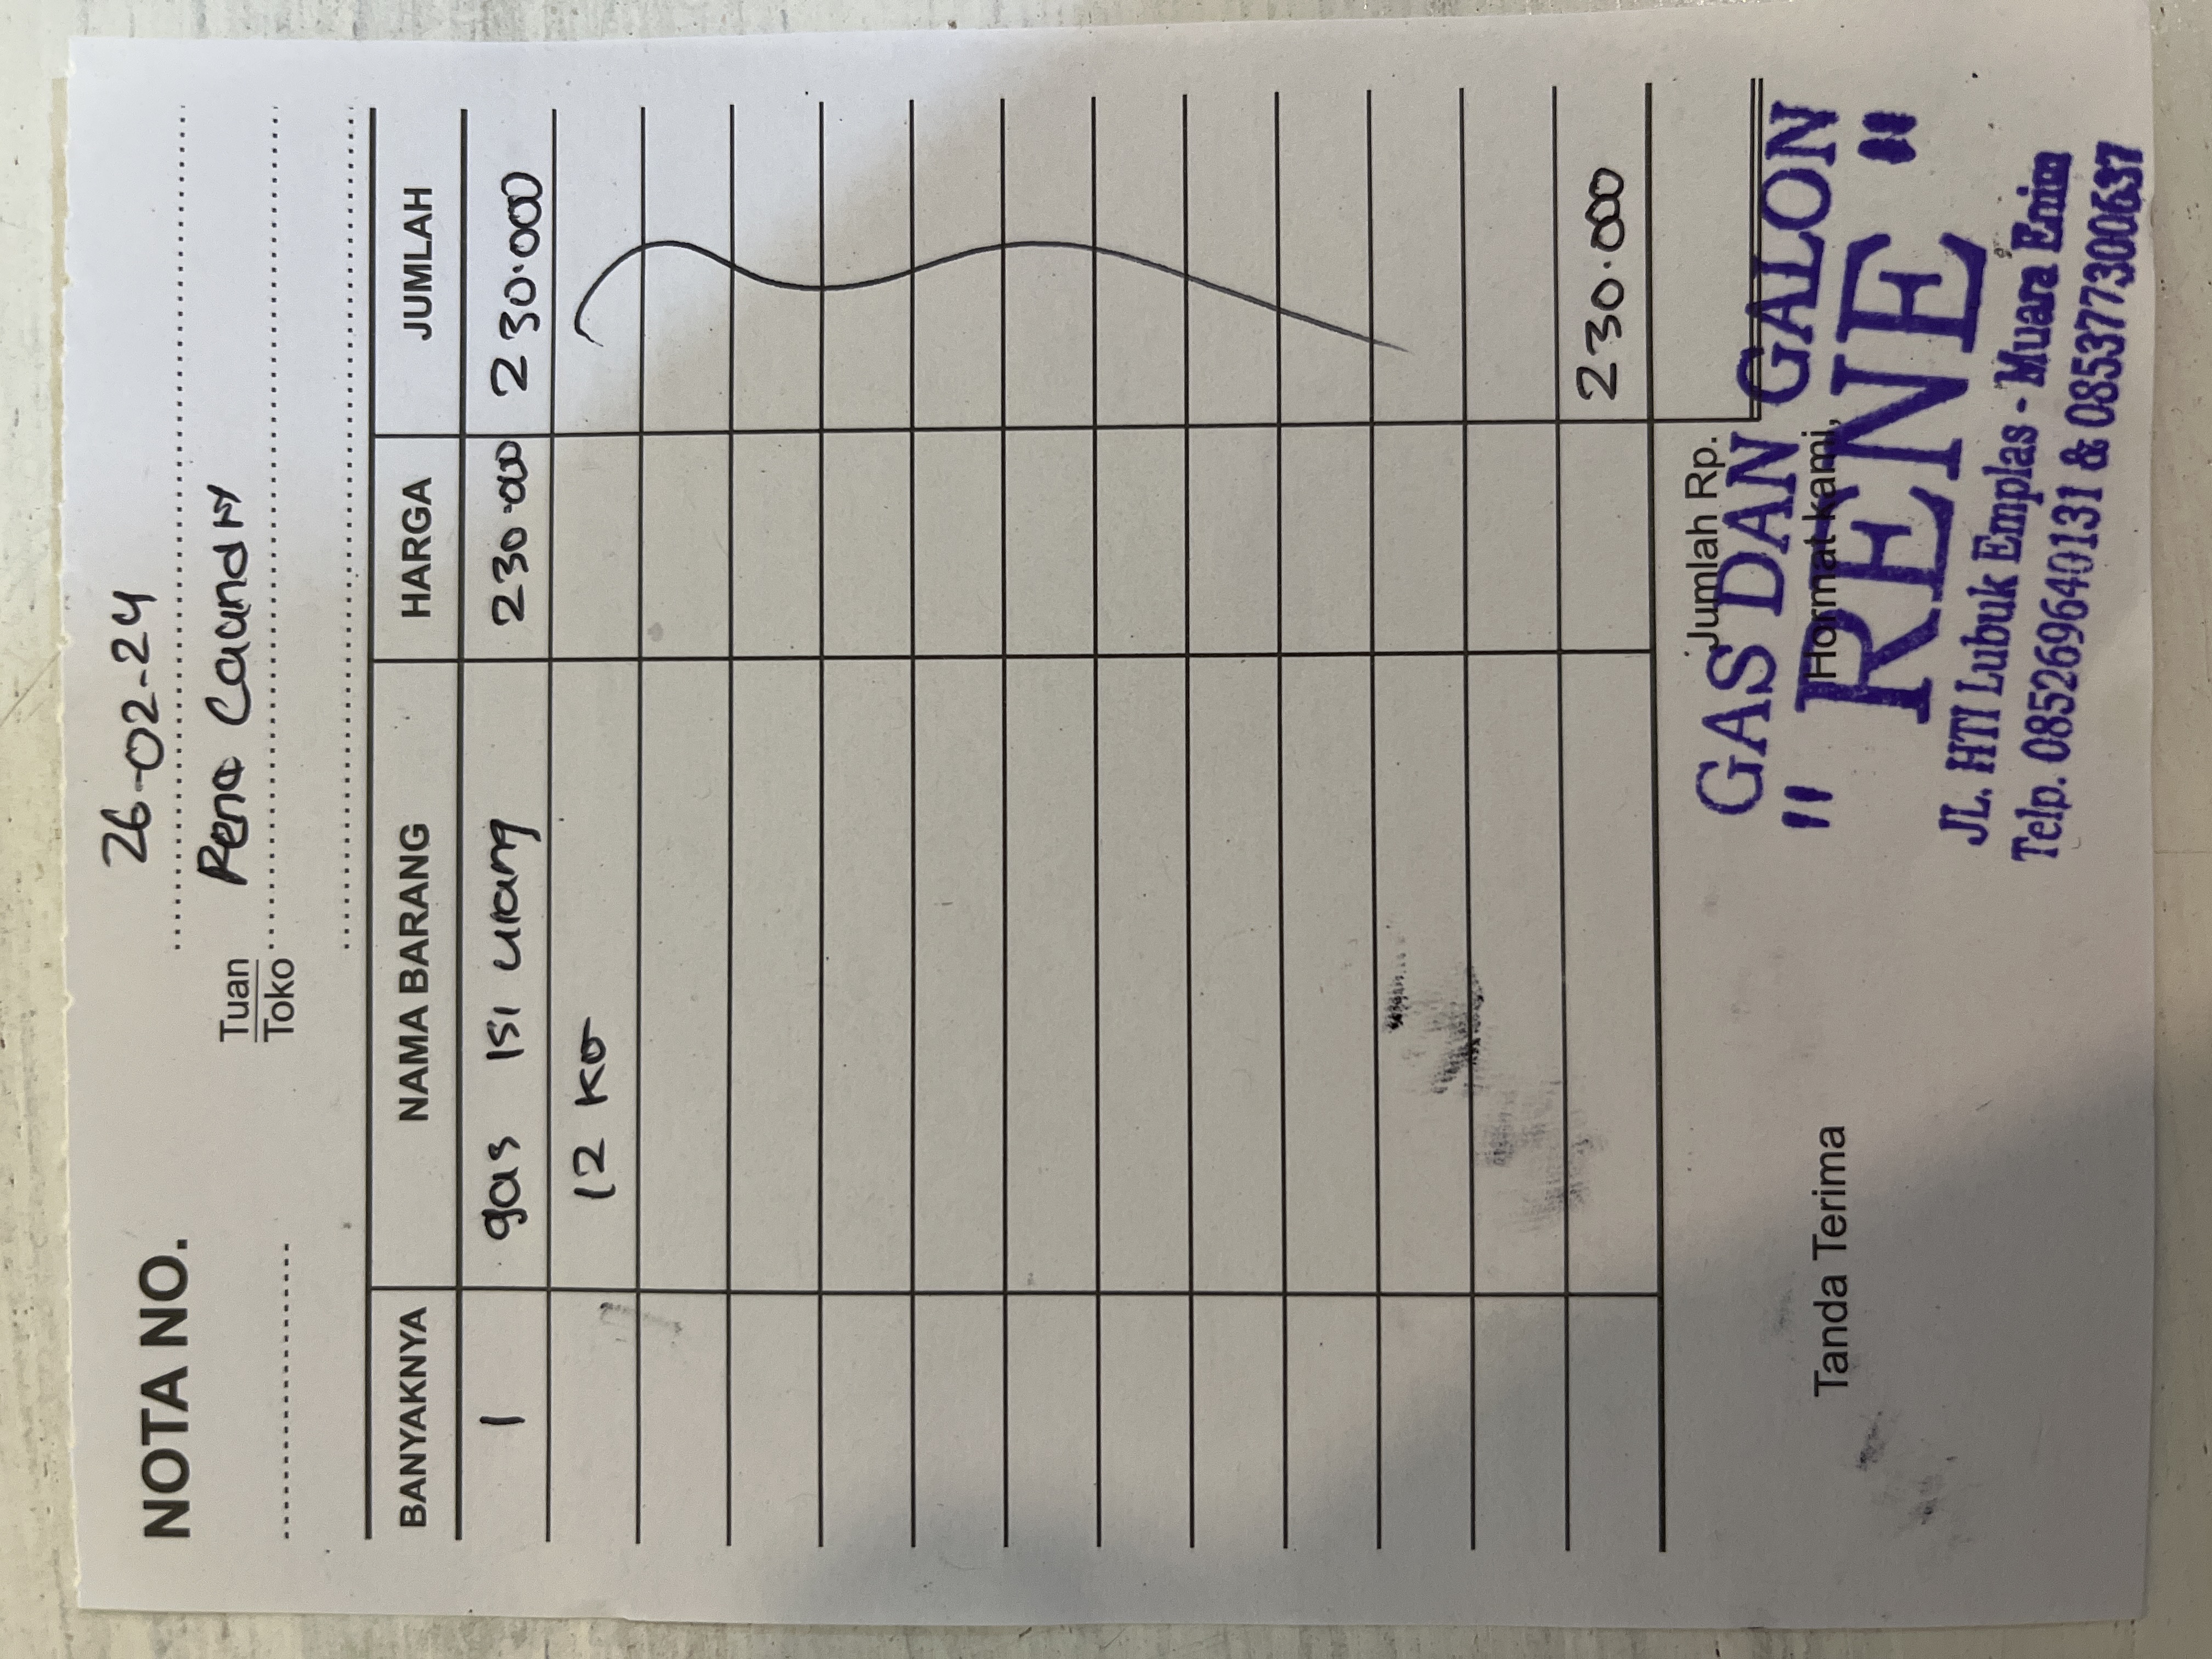 NOTA NO.
26-02-24
Tuan
Toko
Rene Laundry
BANYAKNYA NAMA BARANG HARGA JUMLAH
1 gas isi ulang 230.000 230.000
12 KG
230.000
Jumlah Rp.
Tanda Terima Hormat kami,
GAS DAN GALON
" RENE "
JL. HTI Lubuk Emplas - Muara Enim
Telp. 085269640131 & 085377300637